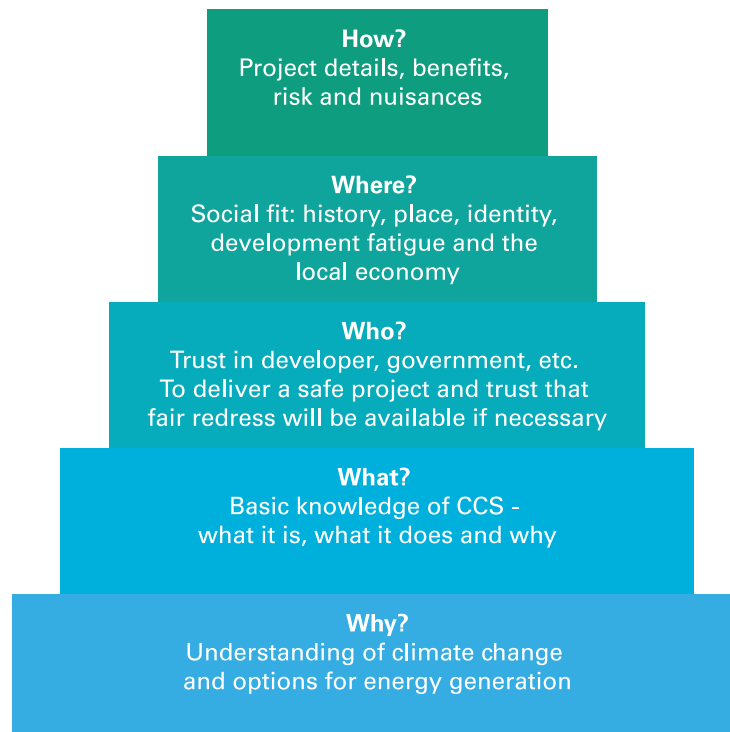 How?
Project details, benefits,
risk and nuisances
Where?
Social fit: history, place, identity,
development fatigue and the
local economy
Who?
Trust in developer, government, etc.
To deliver a safe project and trust that
fair redress will be available if necessary
What?
Basic knowledge of CCS -
what it is, what it does and why
Why?
Understanding of climate change
and options for energy generation